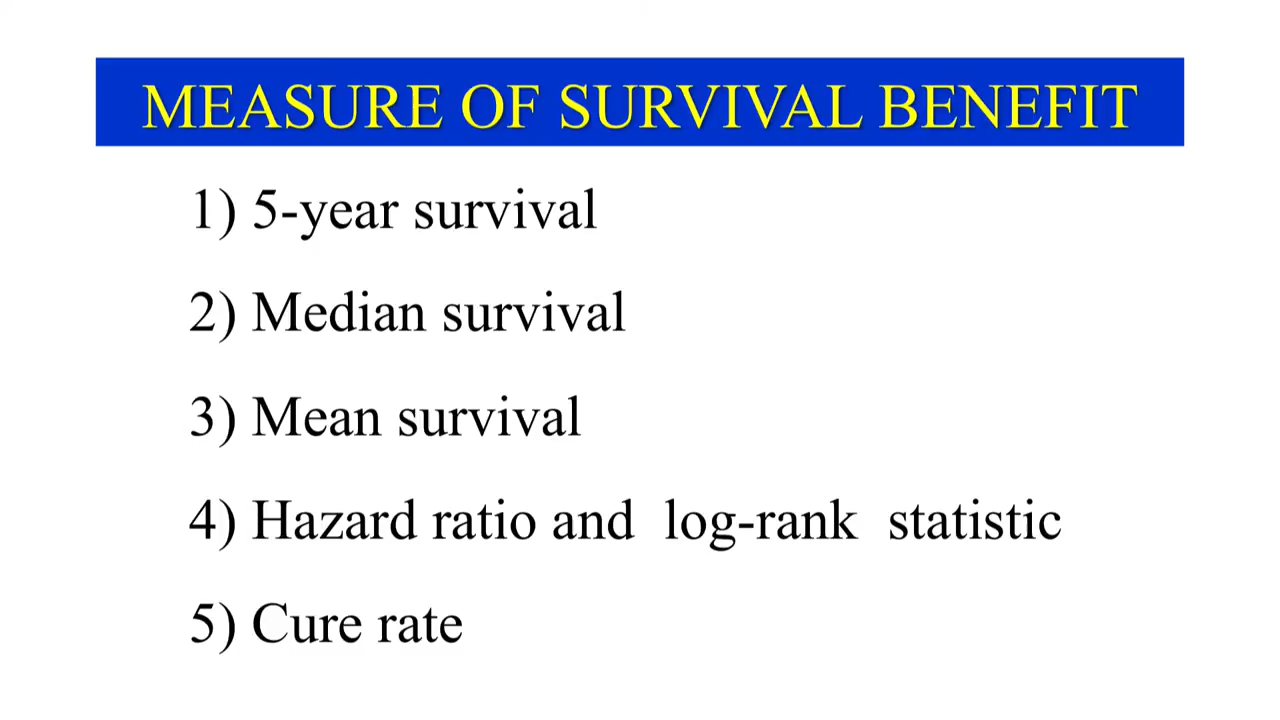 MEASURE OF SURVIVAL BENEFIT
1) 5-year survival
2) Median survival
3) Mean survival
4) Hazard ratio and log-rank statistic
5) Cure rate